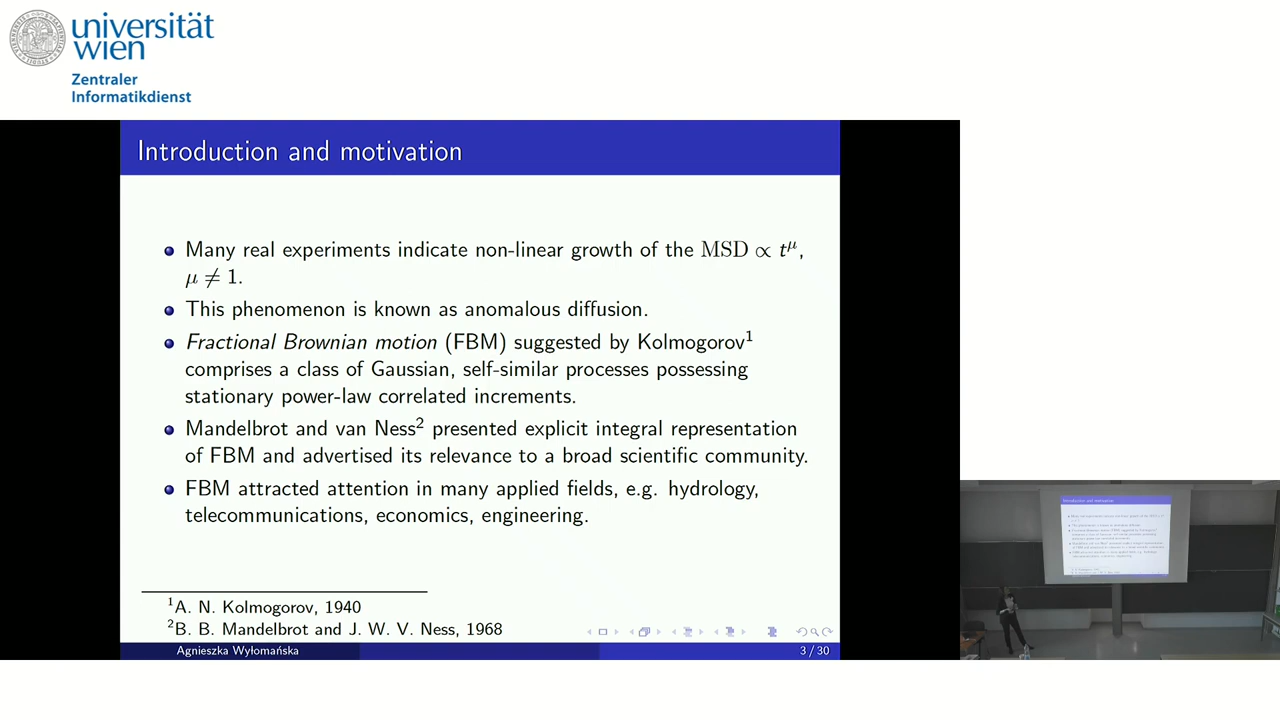 universität
wien
Zentraler
Informatikdienst
Introduction and motivation
Many real experiments indicate non-linear growth of the MSD ∝ t^μ,
μ ≠ 1.
This phenomenon is known as anomalous diffusion.
Fractional Brownian motion (FBM) suggested by Kolmogorov¹
comprises a class of Gaussian, self-similar processes possessing
stationary power-law correlated increments.
Mandelbrot and van Ness² presented explicit integral representation
of FBM and advertised its relevance to a broad scientific community.
FBM attracted attention in many applied fields, e.g. hydrology,
telecommunications, economics, engineering.
¹A. N. Kolmogorov, 1940
²B. B. Mandelbrot and J. W. V. Ness, 1968
Agnieszka Wyłomańska
3 / 30
Introduction and motivation